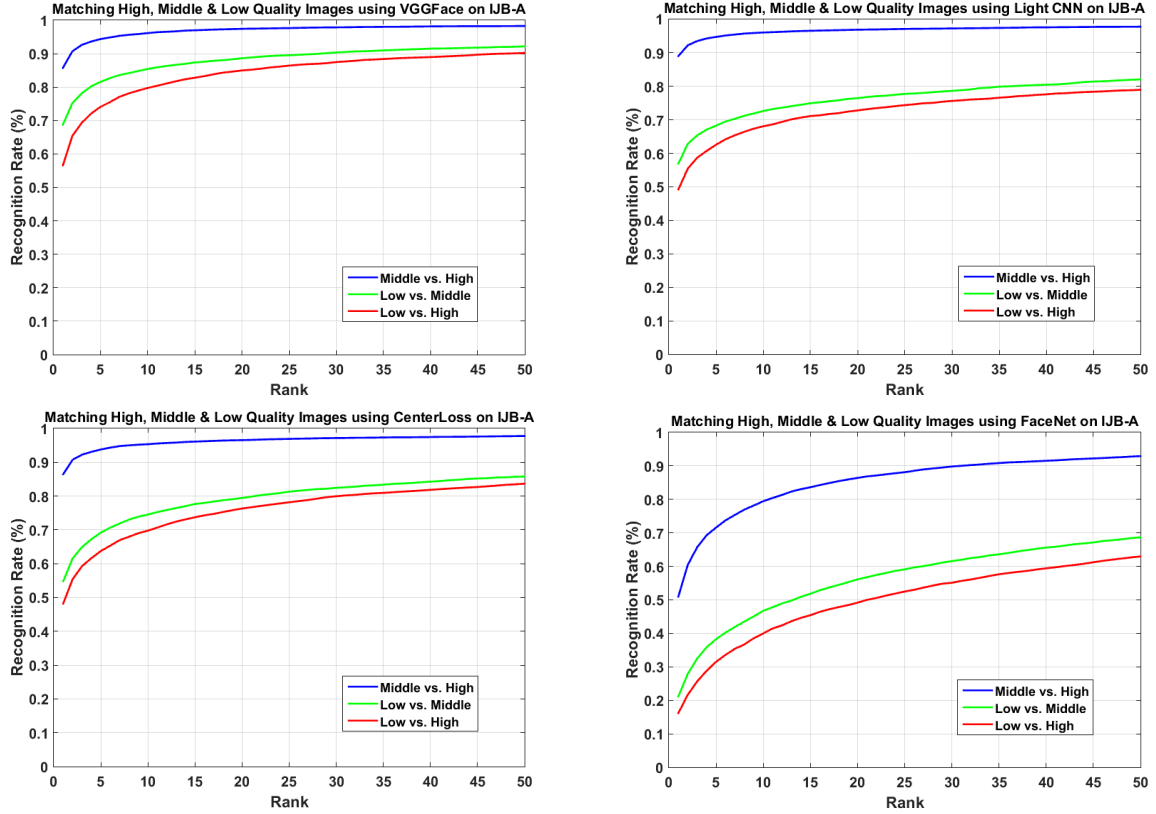 Matching High, Middle & Low Quality Images using VGGFace on IJB-A
Recognition Rate (%)
1
0.9
0.8
0.7
0.6
0.5
0.4
0.3
0.2
0.1
0
Middle vs. High
Low vs. Middle
Low vs. High
0 5 10 15 20 25 30 35 40 45 50
Rank
Matching High, Middle & Low Quality Images using Light CNN on IJB-A
Recognition Rate (%)
1
0.9
0.8
0.7
0.6
0.5
0.4
0.3
0.2
0.1
0
Middle vs. High
Low vs. Middle
Low vs. High
0 5 10 15 20 25 30 35 40 45 50
Rank
Matching High, Middle & Low Quality Images using CenterLoss on IJB-A
Recognition Rate (%)
1
0.9
0.8
0.7
0.6
0.5
0.4
0.3
0.2
0.1
0
Middle vs. High
Low vs. Middle
Low vs. High
0 5 10 15 20 25 30 35 40 45 50
Rank
Matching High, Middle & Low Quality Images using FaceNet on IJB-A
Recognition Rate (%)
1
0.9
0.8
0.7
0.6
0.5
0.4
0.3
0.2
0.1
0
Middle vs. High
Low vs. Middle
Low vs. High
0 5 10 15 20 25 30 35 40 45 50
Rank